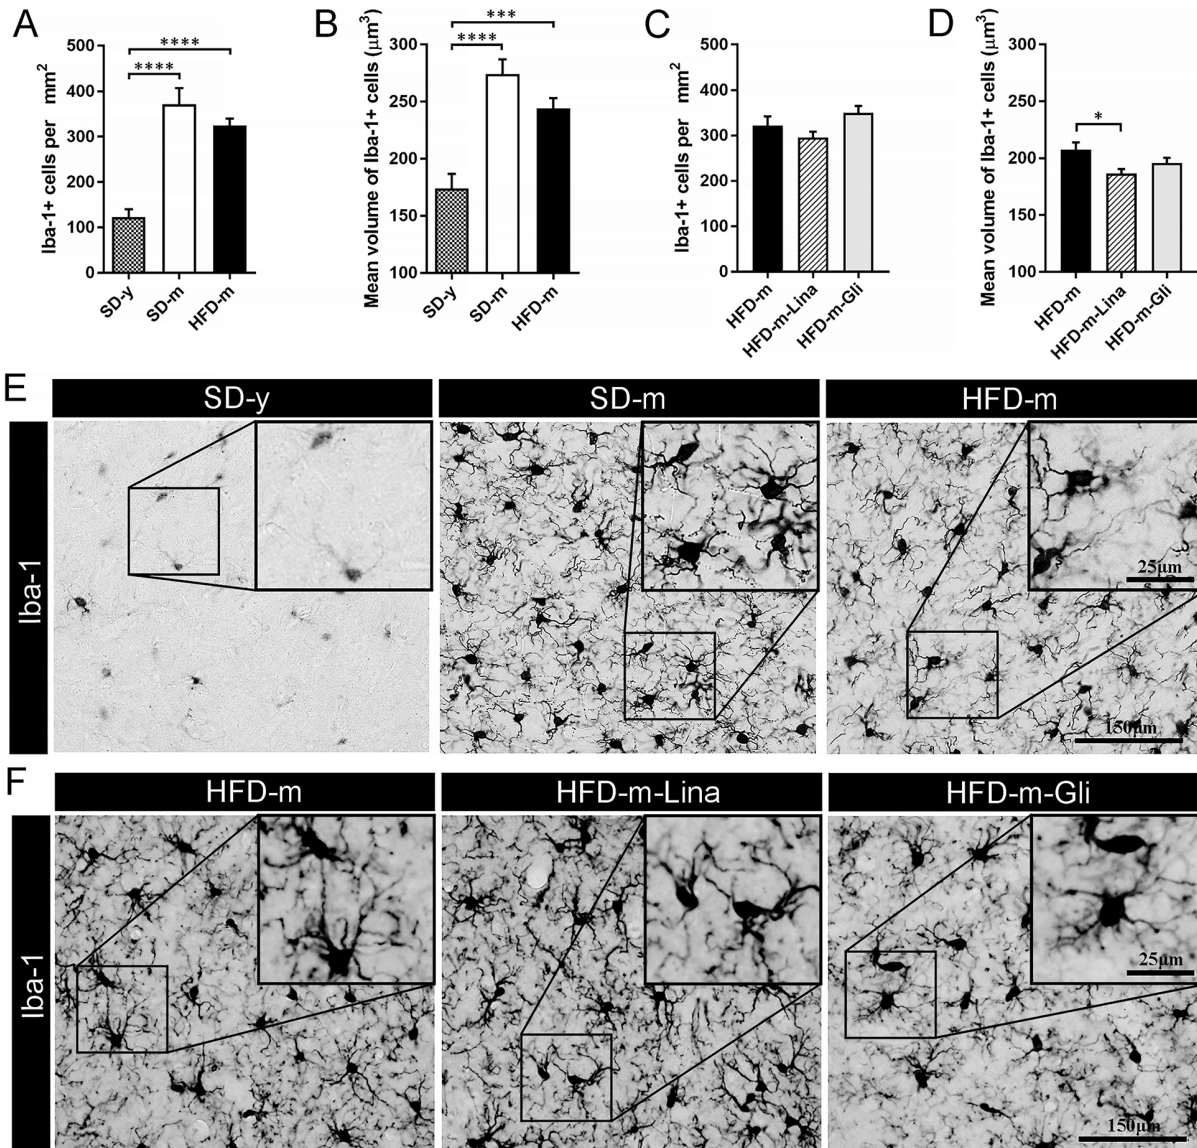 A
Iba-1+ cells per mm²
500
400
300
200
100
0
****
****
SD-y
SD-m
HFD-m
B
Mean volume of Iba-1+ cells (μm³)
300
250
200
150
100
***
****
SD-y
SD-m
HFD-m
C
Iba-1+ cells per mm²
500
400
300
200
100
0
HFD-m
HFD-m-Lina
HFD-m-Gli
D
Mean volume of Iba-1+ cells (μm³)
300
250
200
150
100
*
HFD-m
HFD-m-Lina
HFD-m-Gli
E
SD-y
SD-m
HFD-m
Iba-1
25μm
150μm
F
HFD-m
HFD-m-Lina
HFD-m-Gli
Iba-1
25μm
150μm